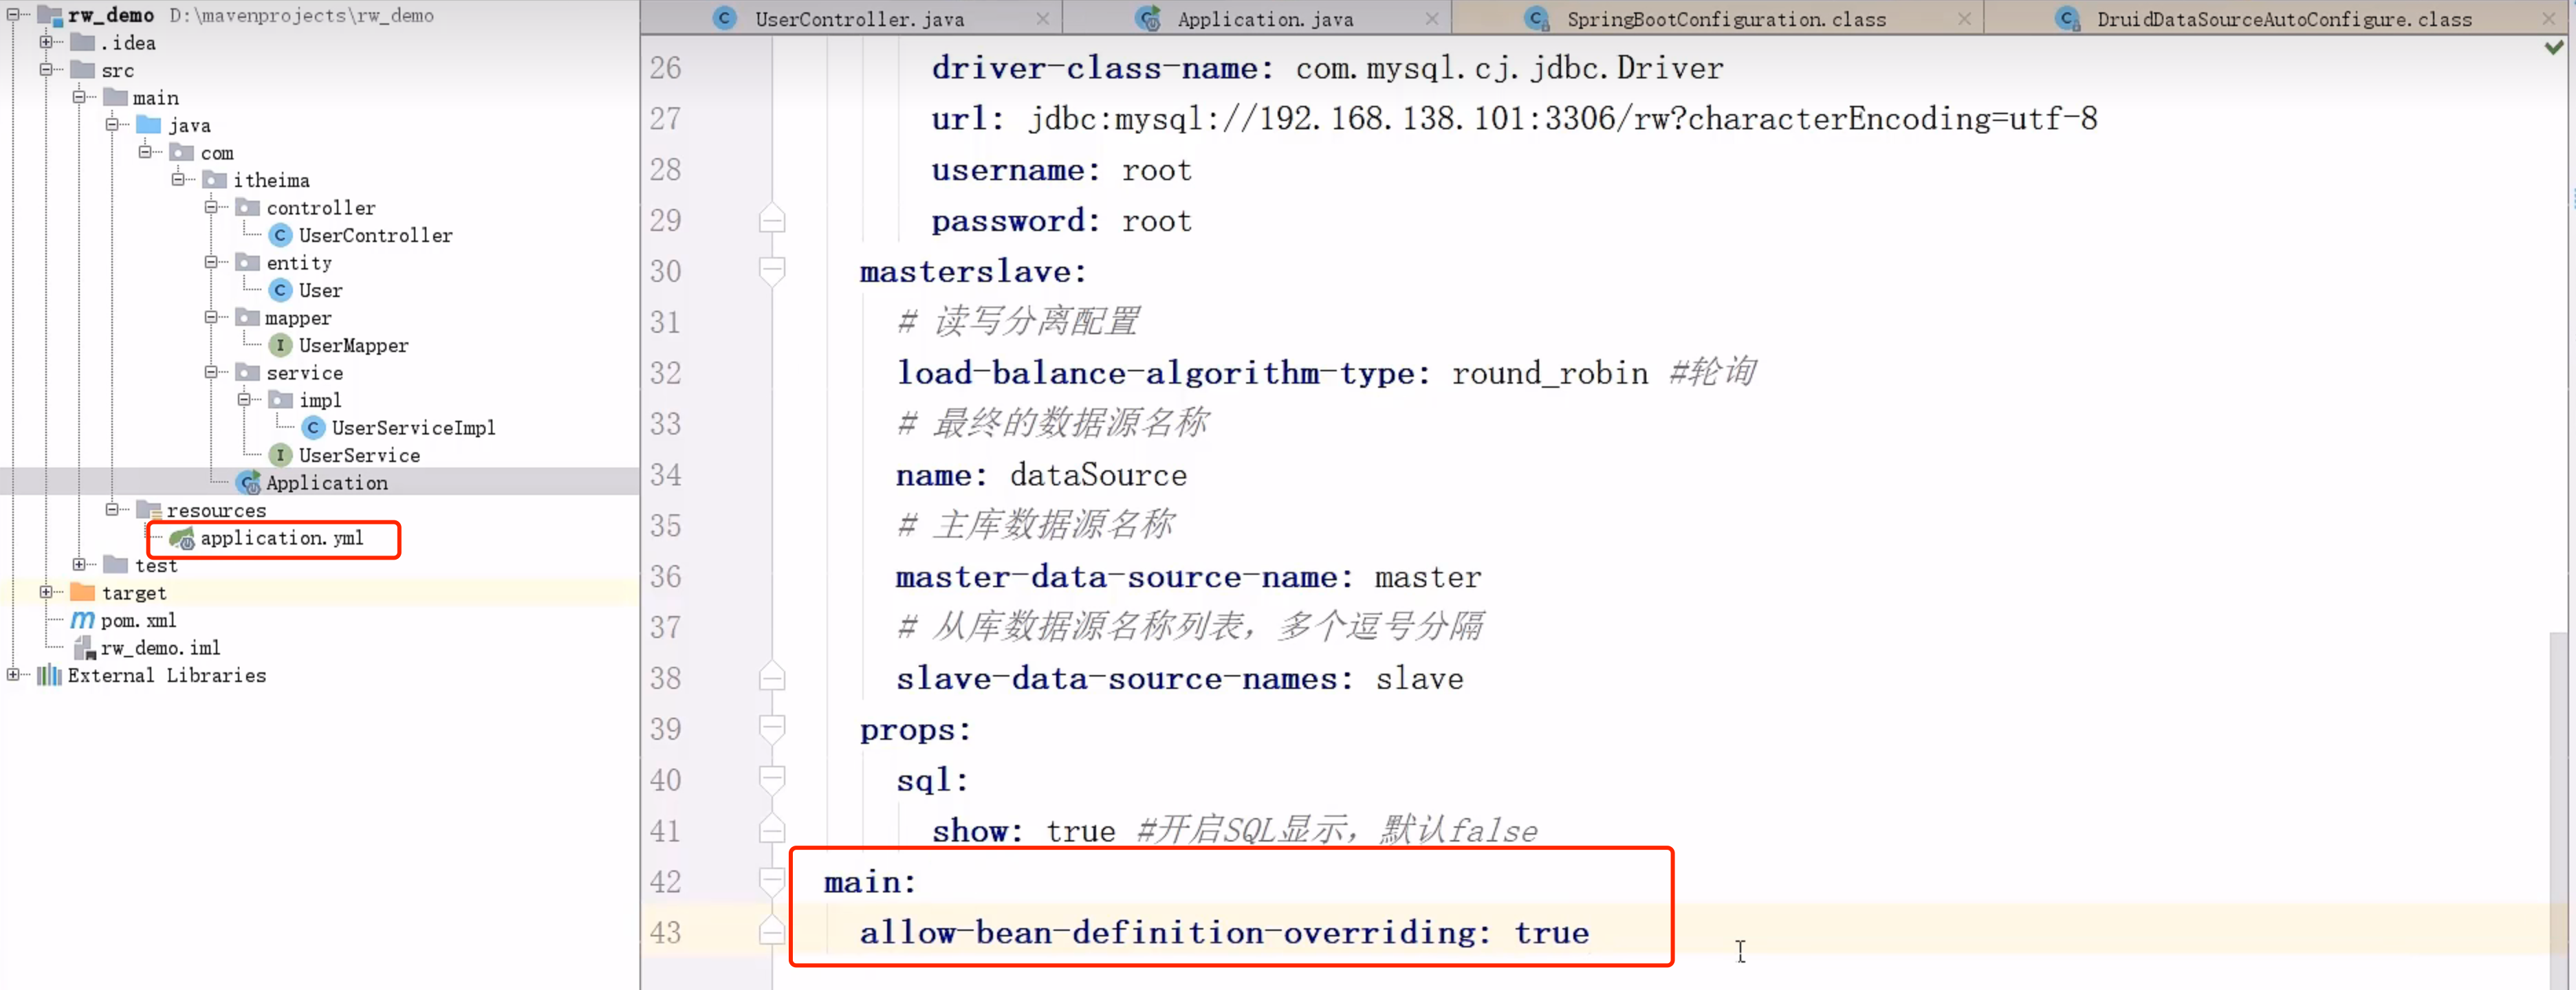 rw_demo D:\mavenprojects\rw_demo
.idea
src
main
java
com
itheima
controller
UserController
entity
User
mapper
UserMapper
service
impl
UserServiceImpl
UserService
Application
resources
application.yml
test
target
pom.xml
rw_demo.iml
External Libraries
UserController.java
Application.java
SpringBootConfiguration.class
DruidDataSourceAutoConfigure.class
26 driver-class-name: com.mysql.cj.jdbc.Driver
27 url: jdbc:mysql://192.168.138.101:3306/rw?characterEncoding=utf-8
28 username: root
29 password: root
30 masterslave:
31 # 读写分离配置
32 load-balance-algorithm-type: round_robin #轮询
33 # 最终的数据源名称
34 name: dataSource
35 # 主库数据源名称
36 master-data-source-name: master
37 # 从库数据源名称列表，多个逗号分隔
38 slave-data-source-names: slave
39 props:
40 sql:
41 show: true #开启SQL显示，默认false
42 main:
43 allow-bean-definition-overriding: true